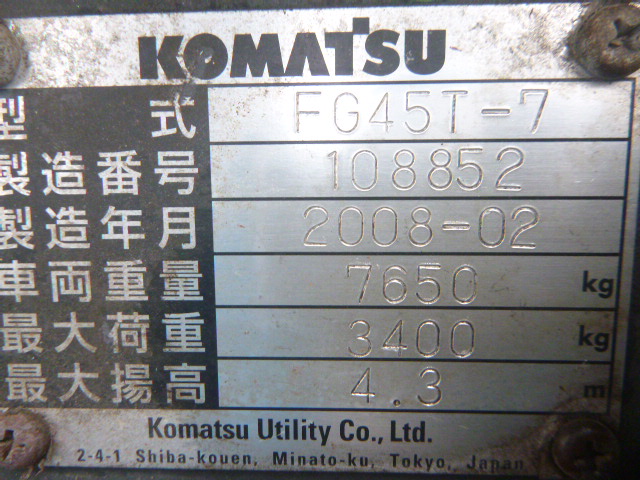 KOMATSU
型 式 FG45T-7
製造番号 108852
製造年月 2008-02
車両重量 7650 kg
最大荷重 3400 kg
最大揚高 4.3 m
Komatsu Utility Co., Ltd.
2-4-1 Shiba-kouen, Minato-ku, Tokyo, Japan